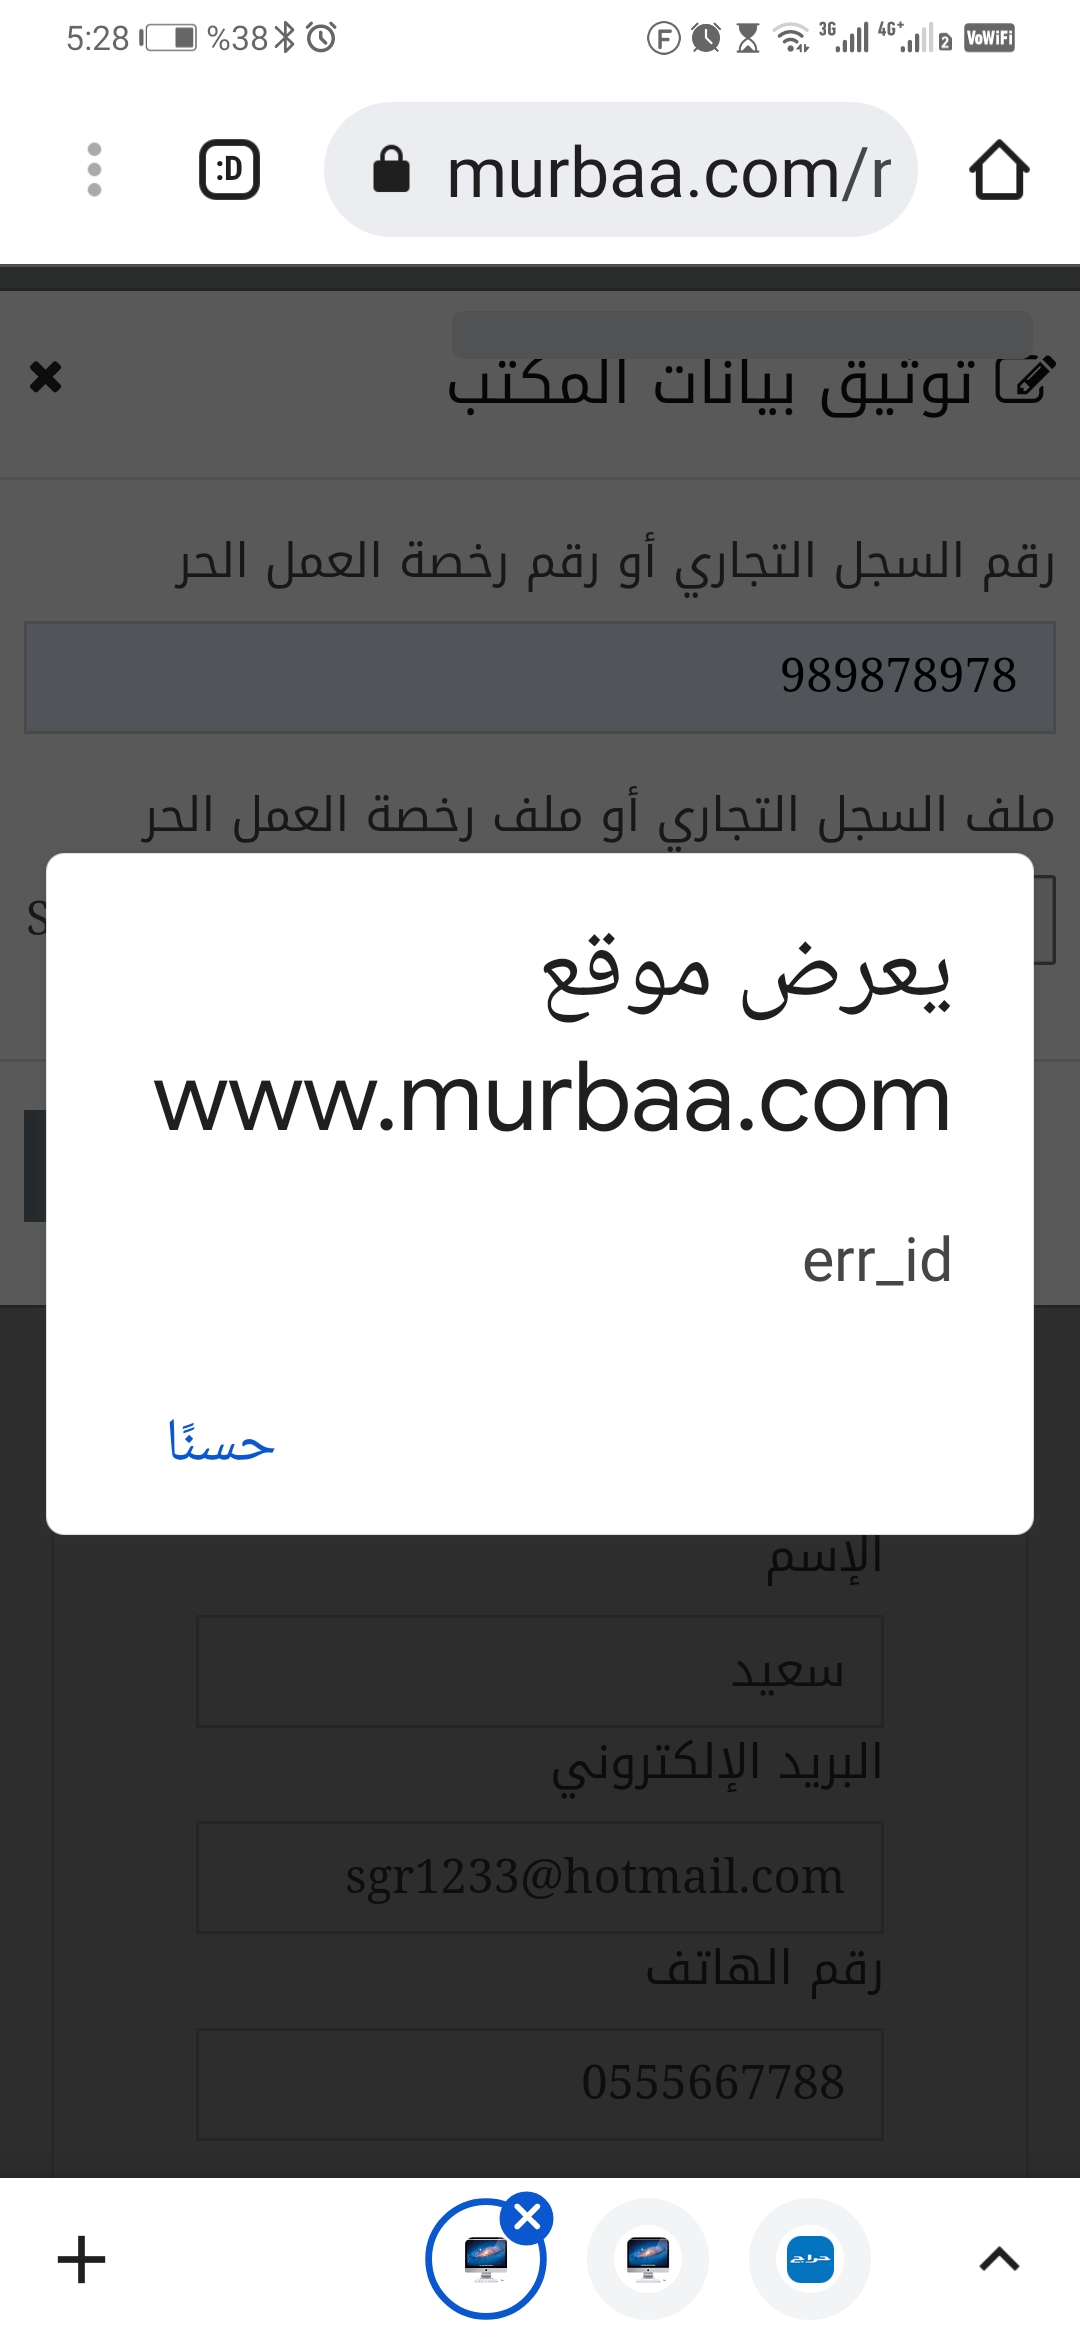 5:28 %38 F 3G 4G+ 2 VoWiFi
:D murbaa.com/r
توثيق بيانات المكتب
رقم السجل التجاري أو رقم رخصة العمل الحر
989878978
ملف السجل التجاري أو ملف رخصة العمل الحر
S
يعرض موقع
www.murbaa.com
err_id
حسنًا
الإسم
سعيد
البريد الإلكتروني
sgr1233@hotmail.com
رقم الهاتف
0555667788
حراج